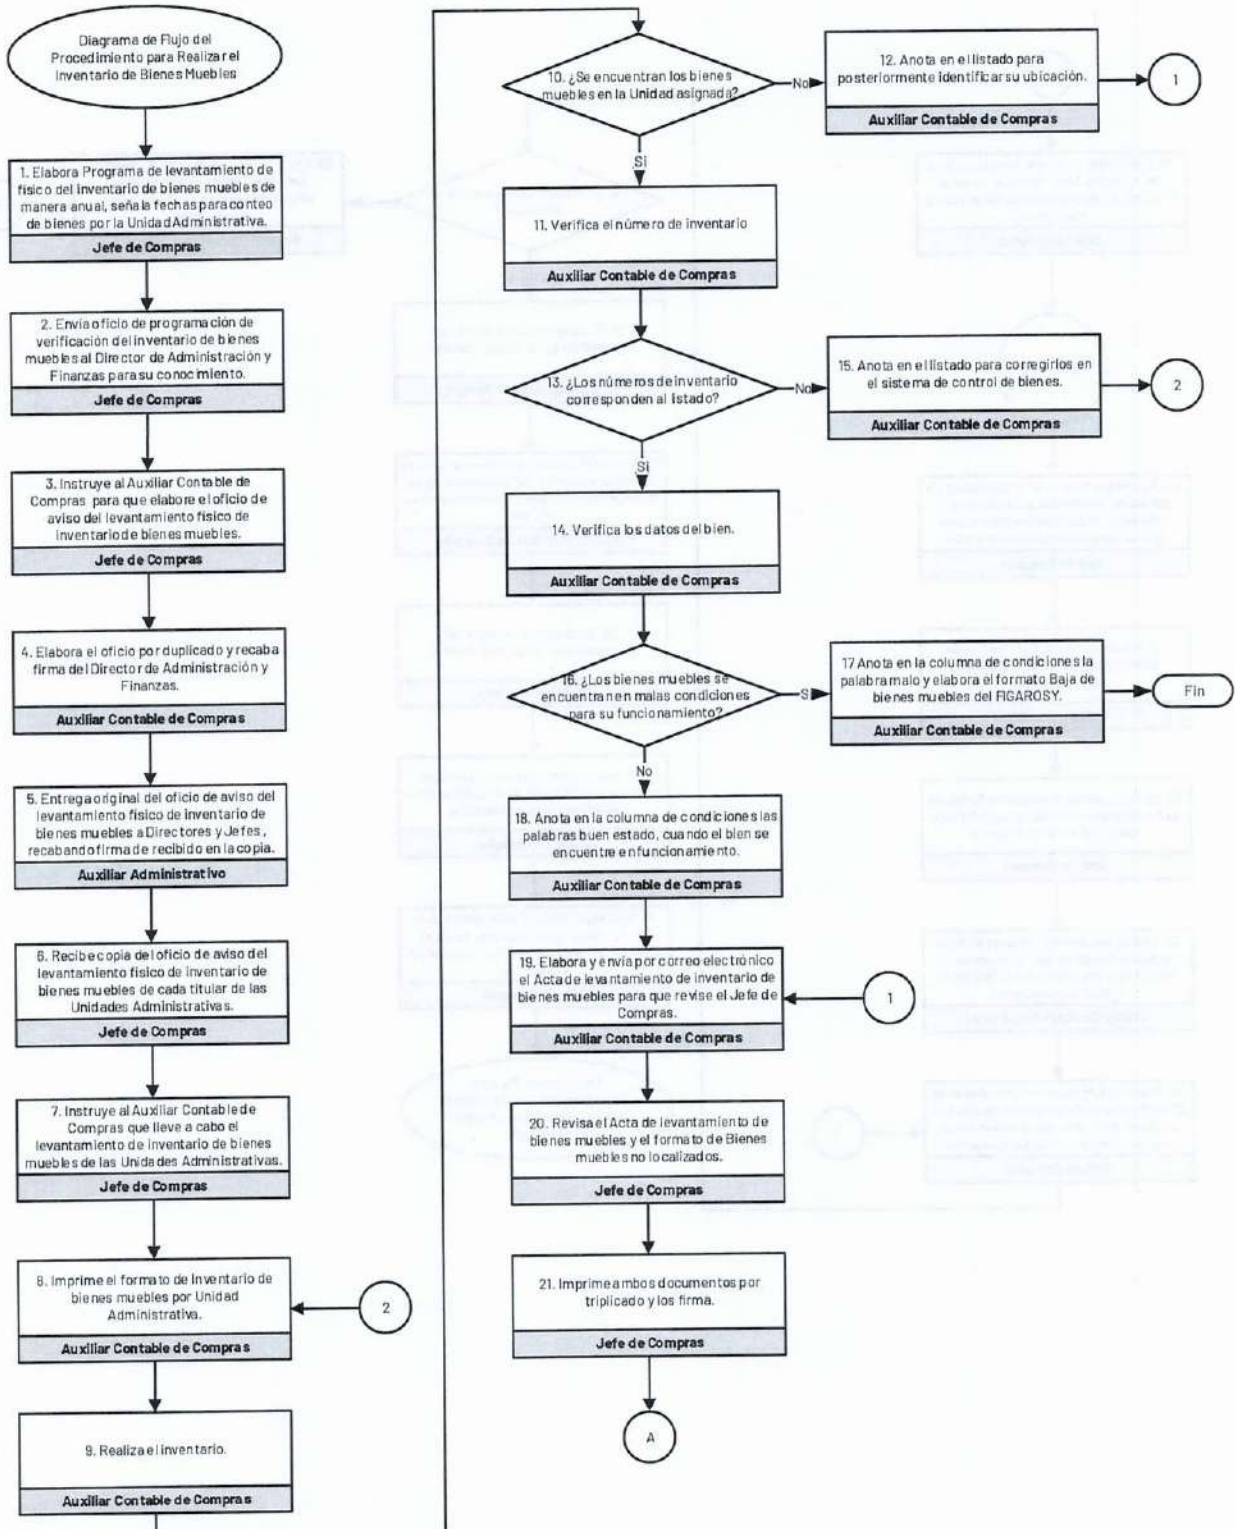 Diagrama de Flujo del
Procedimiento para Realizar el
Inventario de Bienes Muebles
1. Elabora Programa de levantamiento de
físico del inventario de bienes muebles de
manera anual, señala fechas para conteo
de bienes por la Unidad Administrativa.
Jefe de Compras
2. Envía oficio de programación de
verificación del inventario de bienes
muebles al Director de Administración y
Finanzas para su conocimiento.
Jefe de Compras
3. Instruye al Auxiliar Contable de
Compras para que elabore el oficio de
aviso del levantamiento físico de
inventario de bienes muebles.
Jefe de Compras
4. Elabora el oficio por duplicado y recaba
firma del Director de Administración y
Finanzas.
Auxiliar Contable de Compras
5. Entrega original del oficio de aviso del
levantamiento físico de inventario de
bienes muebles a Directores y Jefes,
recabando firma de recibido en la copia.
Auxiliar Administrativo
6. Recibe copia del oficio de aviso del
levantamiento físico de inventario de
bienes muebles de cada titular de las
Unidades Administrativas.
Jefe de Compras
7. Instruye al Auxiliar Contable de
Compras que lleve a cabo el
levantamiento de inventario de bienes
muebles de las Unidades Administrativas.
Jefe de Compras
8. Imprime el formato de Inventario de
bienes muebles por Unidad
Administrativa.
Auxiliar Contable de Compras
2
9. Realiza el inventario.
Auxiliar Contable de Compras
10. ¿Se encuentran los bienes
muebles en la Unidad asignada?
No
12. Anota en el listado para
posteriormente identificar su ubicación.
Auxiliar Contable de Compras
1
Si
11. Verifica el número de inventario
Auxiliar Contable de Compras
13. ¿Los números de inventario
corresponden al listado?
No
15. Anota en el listado para corregirlos en
el sistema de control de bienes.
Auxiliar Contable de Compras
2
Si
14. Verifica los datos del bien.
Auxiliar Contable de Compras
16. ¿Los bienes muebles se
encuentran en malas condiciones
para su funcionamiento?
Si
17 Anota en la columna de condiciones la
palabra malo y elabora el formato Baja de
bienes muebles del FIGAROSY.
Auxiliar Contable de Compras
Fin
No
18. Anota en la columna de condiciones las
palabras buen estado, cuando el bien se
encuentre en funcionamiento.
Auxiliar Contable de Compras
19. Elabora y envía por correo electrónico
el Acta de levantamiento de inventario de
bienes muebles para que revise el Jefe de
Compras.
Auxiliar Contable de Compras
1
20. Revisa el Acta de levantamiento de
bienes muebles y el formato de Bienes
muebles no localizados.
Jefe de Compras
21. Imprime ambos documentos por
triplicado y los firma.
Jefe de Compras
A